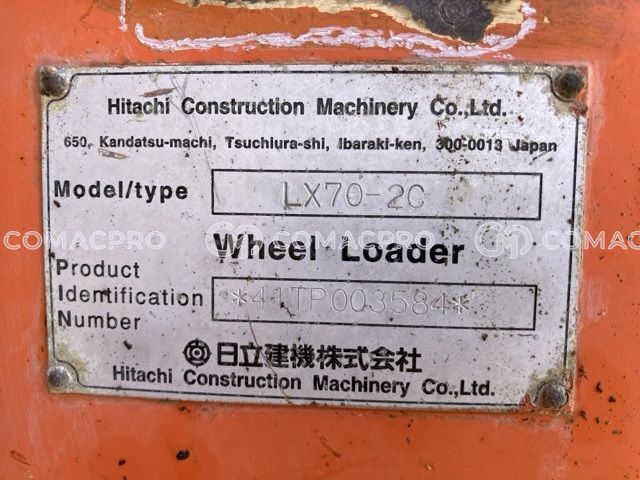 Hitachi Construction Machinery Co.,Ltd.
650, Kandatsu-machi, Tsuchiura-shi, Ibaraki-ken, 300-0013 Japan
Model/type LX70-2C
COMACPRO COMACPRO COMACPRO
Wheel Loader
Product
Identification *41TP003584*
Number
日立建機株式会社
Hitachi Construction Machinery Co.,Ltd.